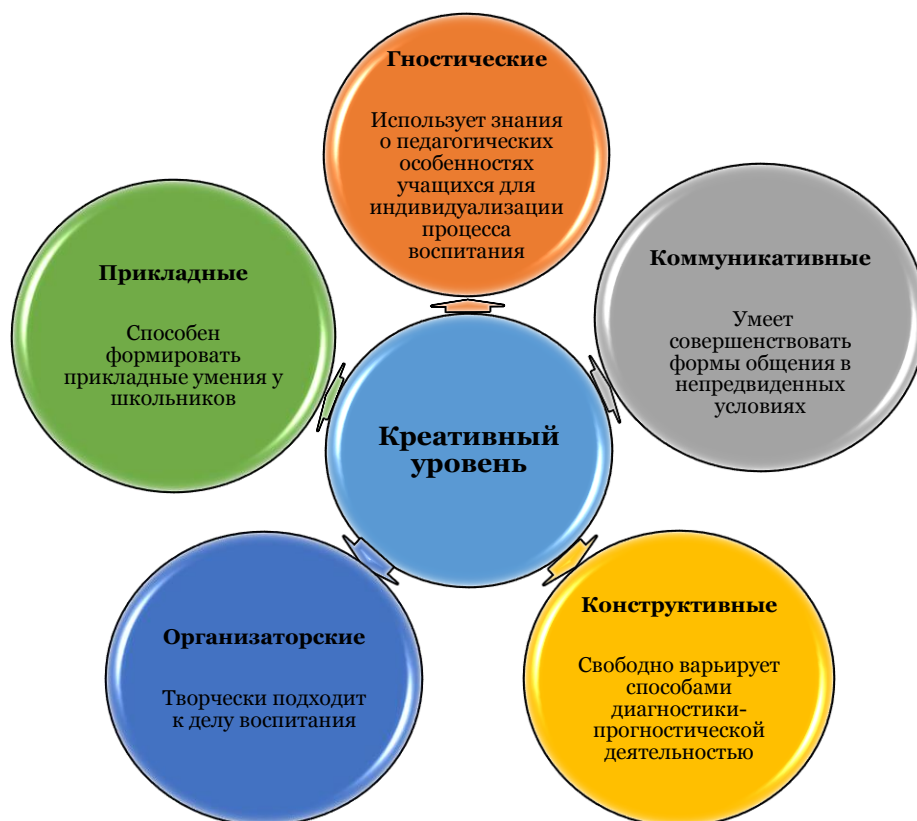 Гностические
Использует знания
о педагогических
особенностях
учащихся для
индивидуализации
процесса
воспитания
Прикладные
Способен
формировать
прикладные умения у
школьников
Коммуникативные
Умеет
совершенствовать
формы общения в
непредвиденных
условиях
Креативный
уровень
Организаторские
Творчески подходит
к делу воспитания
Конструктивные
Свободно варьирует
способами
диагностики-
прогностической
деятельностью